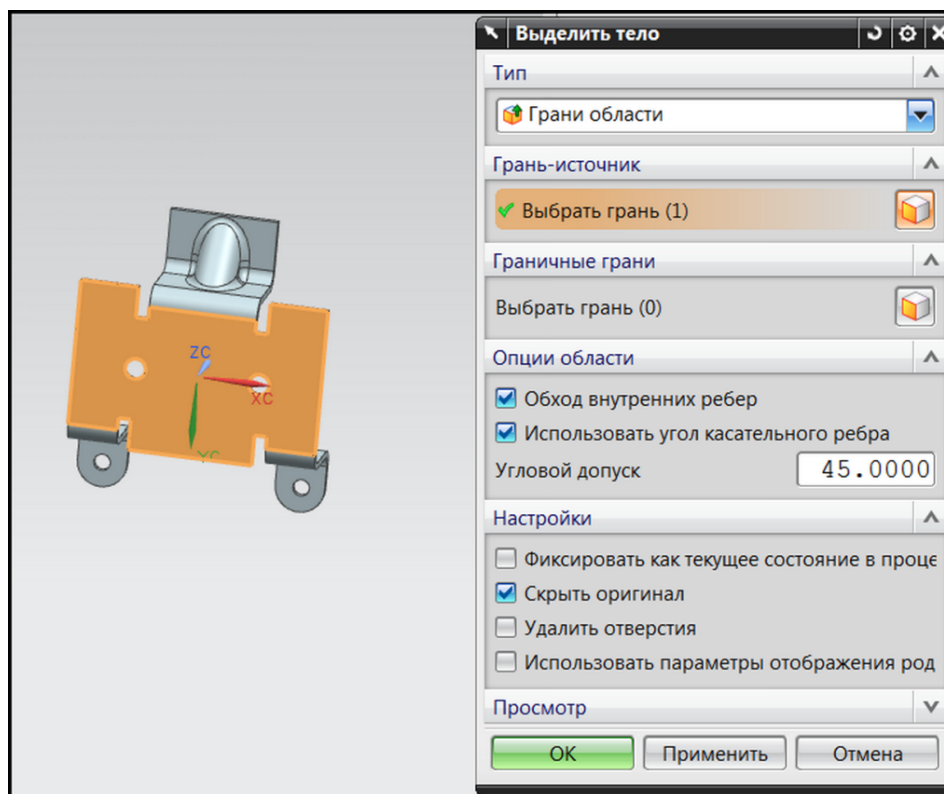 Выделить тело
Тип
Грани области
Грань-источник
Выбрать грань (1)
Граничные грани
Выбрать грань (0)
Опции области
Обход внутренних ребер
Использовать угол касательного ребра
Угловой допуск 45.0000
Настройки
Фиксировать как текущее состояние в проце
Скрыть оригинал
Удалить отверстия
Использовать параметры отображения род
Просмотр
OK Применить Отмена
ZC
XC
YC